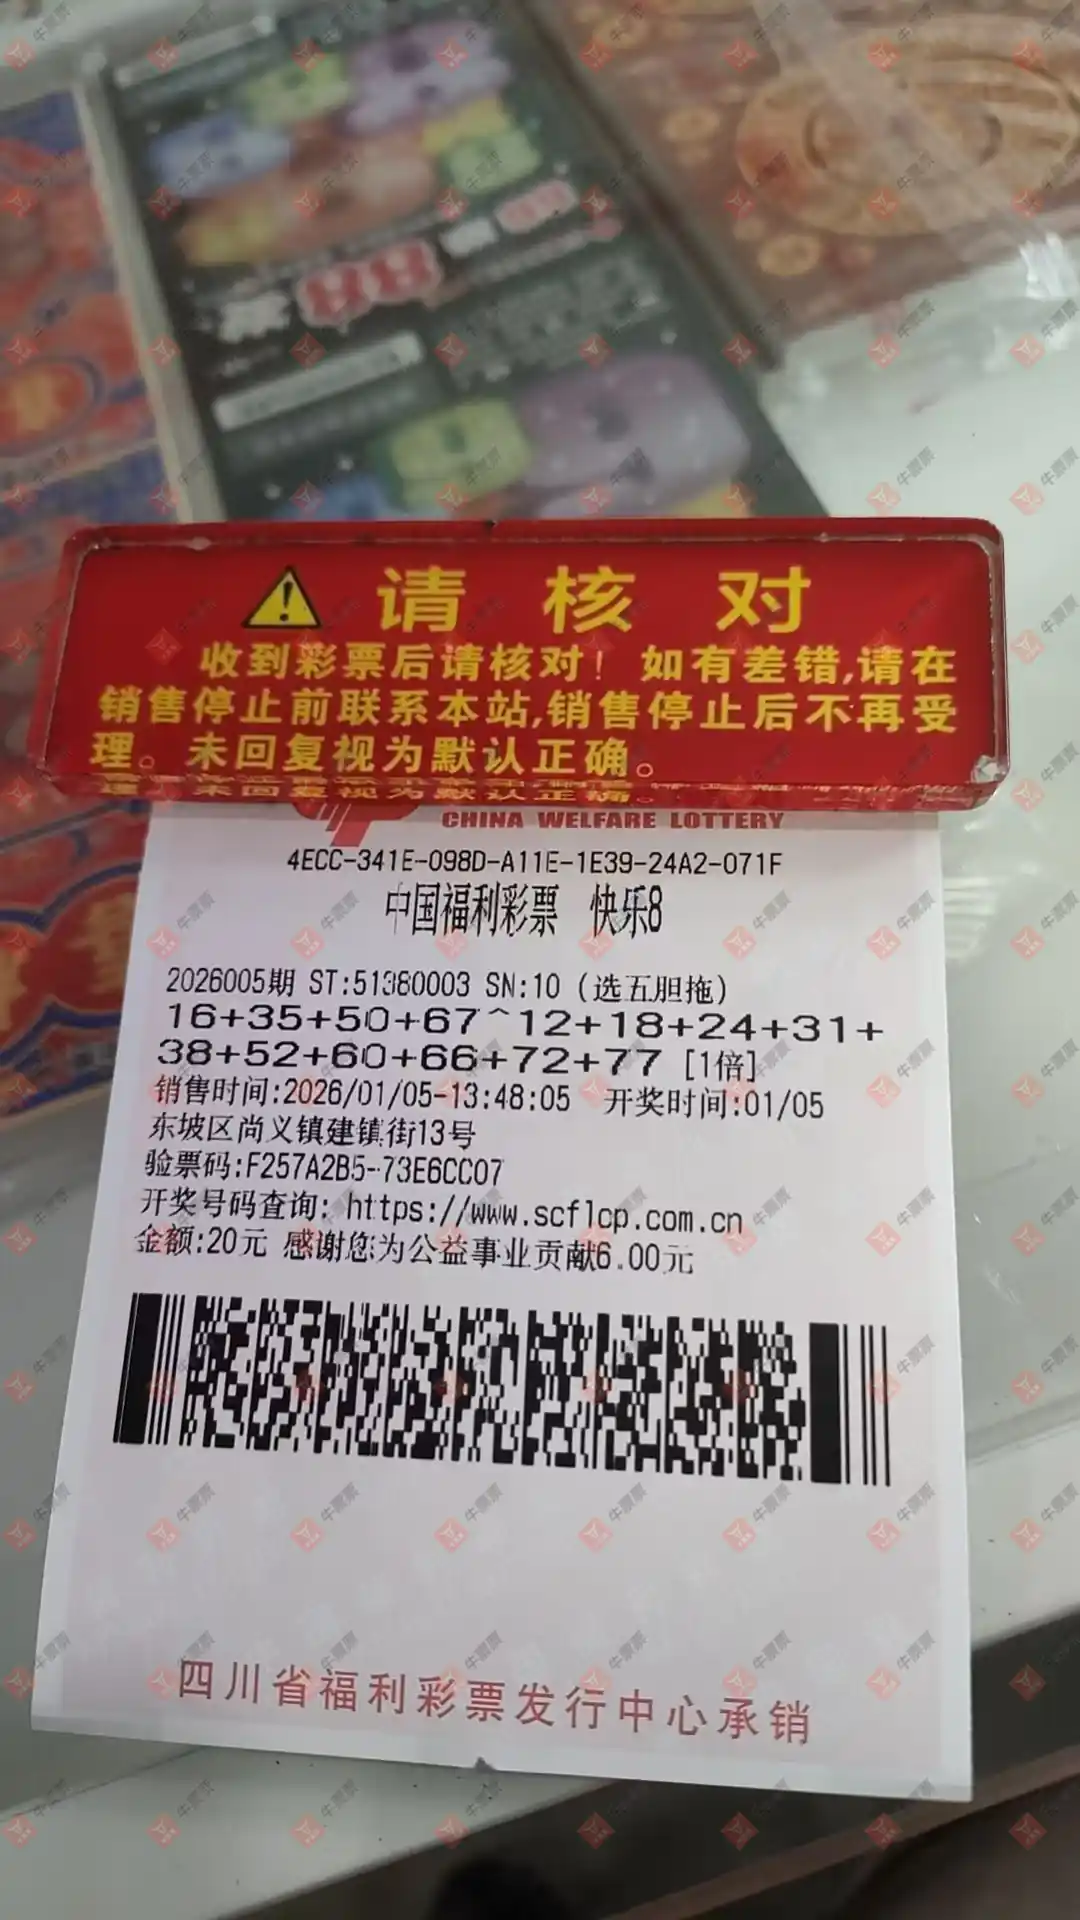 请核对
收到彩票后请核对！如有差错,请在
销售停止前联系本站,销售停止后不再受
理。未回复视为默认正确。
CHINA WELFARE LOTTERY
4ECC-341E-098D-A11E-1E39-24A2-071F
中国福利彩票 快乐8
2026005期 ST:51380003 SN:10 (选五胆拖)
16+35+50+67^12+18+24+31+
38+52+60+66+72+77 [1倍]
销售时间:2026/01/05-13:48:05 开奖时间:01/05
东坡区尚义镇建镇街13号
验票码:F257A2B5-73E6CC07
开奖号码查询: https://www.scflcp.com.cn
金额:20元 感谢您为公益事业贡献6.00元
四川省福利彩票发行中心承销
牛票票